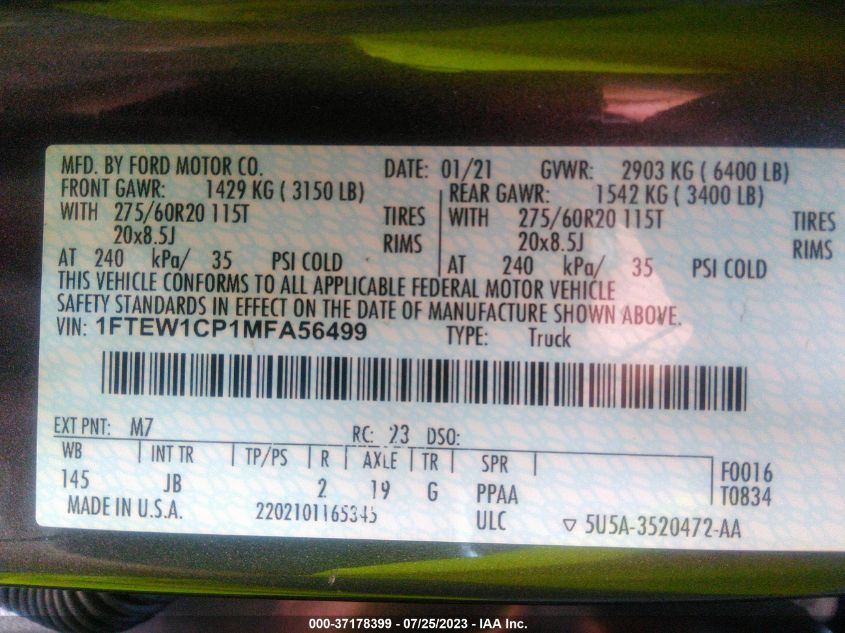 MFD. BY FORD MOTOR CO. DATE: 01/21 GVWR: 2903 KG ( 6400 LB)
FRONT GAWR: 1429 KG ( 3150 LB) REAR GAWR: 1542 KG ( 3400 LB)
WITH 275/60R20 115T TIRES WITH 275/60R20 115T TIRES
20x8.5J RIMS 20x8.5J RIMS
AT 240 kPa/ 35 PSI COLD AT 240 kPa/ 35 PSI COLD
THIS VEHICLE CONFORMS TO ALL APPLICABLE FEDERAL MOTOR VEHICLE
SAFETY STANDARDS IN EFFECT ON THE DATE OF MANUFACTURE SHOWN ABOVE.
VIN: 1FTEW1CP1MFA56499 TYPE: Truck
EXT PNT: M7 RC: 23 DSO:
WB INT TR TP/PS R AXLE TR SPR F0016
145 JB 2 19 G PPAA T0834
MADE IN U.S.A. 2202101165345 ULC ▽ 5U5A-3520472-AA
000-37178399 - 07/25/2023 - IAA Inc.